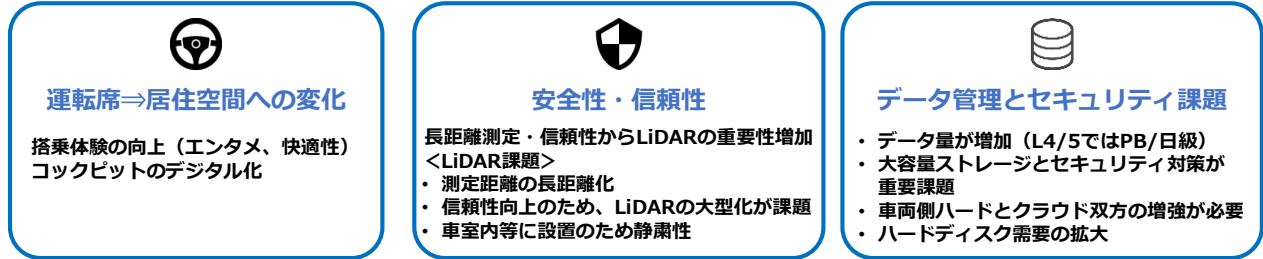 運転席⇒居住空間への変化
搭乗体験の向上（エンタメ、快適性）
コックピットのデジタル化
安全性・信頼性
長距離測定・信頼性からLiDARの重要性増加
＜LiDAR課題＞
・ 測定距離の長距離化
・ 信頼性向上のため、LiDARの大型化が課題
・ 車室内等に設置のため静粛性
データ管理とセキュリティ課題
・ データ量が増加（L4/5ではPB/日級）
・ 大容量ストレージとセキュリティ対策が
重要課題
・ 車両側ハードとクラウド双方の増強が必要
・ ハードディスク需要の拡大